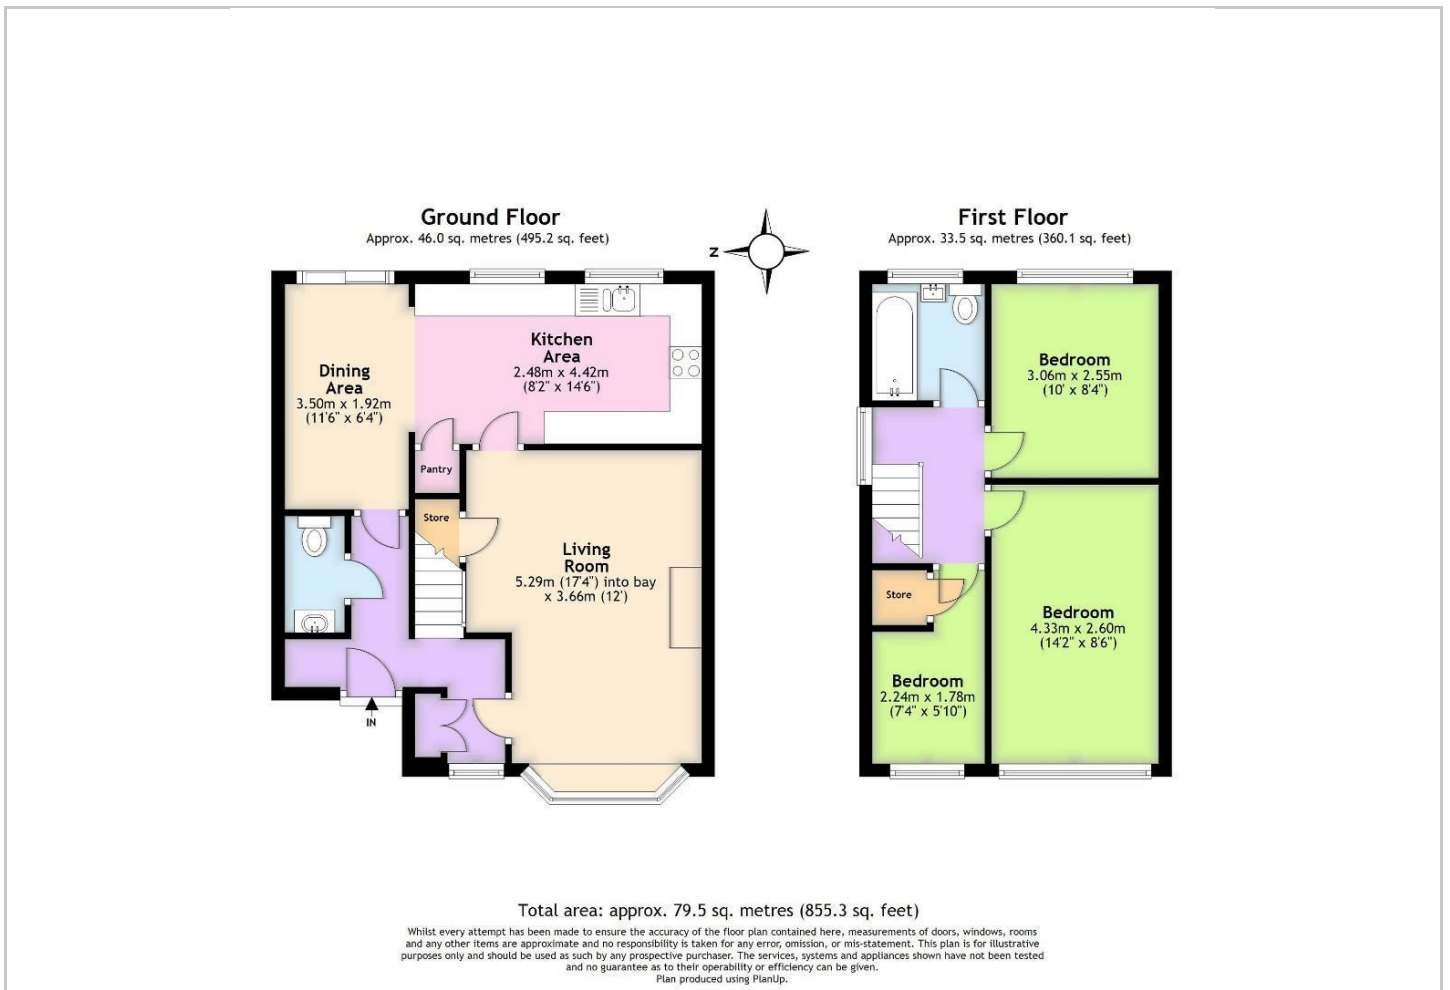 Ground Floor
Approx. 46.0 sq. metres (495.2 sq. feet)
First Floor
Approx. 33.5 sq. metres (360.1 sq. feet)
Z
Dining
Area
3.50m x 1.92m
(11'6" x 6'4")
Kitchen
Area
2.48m x 4.42m
(8'2" x 14'6")
Pantry
Store
Living
Room
5.29m (17'4") into bay
x 3.66m (12')
IN
Bedroom
3.06m x 2.55m
(10' x 8'4")
Store
Bedroom
4.33m x 2.60m
(14'2" x 8'6")
Bedroom
2.24m x 1.78m
(7'4" x 5'10")
Total area: approx. 79.5 sq. metres (855.3 sq. feet)
Whilst every attempt has been made to ensure the accuracy of the floor plan contained here, measurements of doors, windows, rooms
and any other items are approximate and no responsibility is taken for any error, omission, or mis-statement. This plan is for illustrative
purposes only and should be used as such by any prospective purchaser. The services, systems and appliances shown have not been tested
and no guarantee as to their operability or efficiency can be given.
Plan produced using PlanUp.